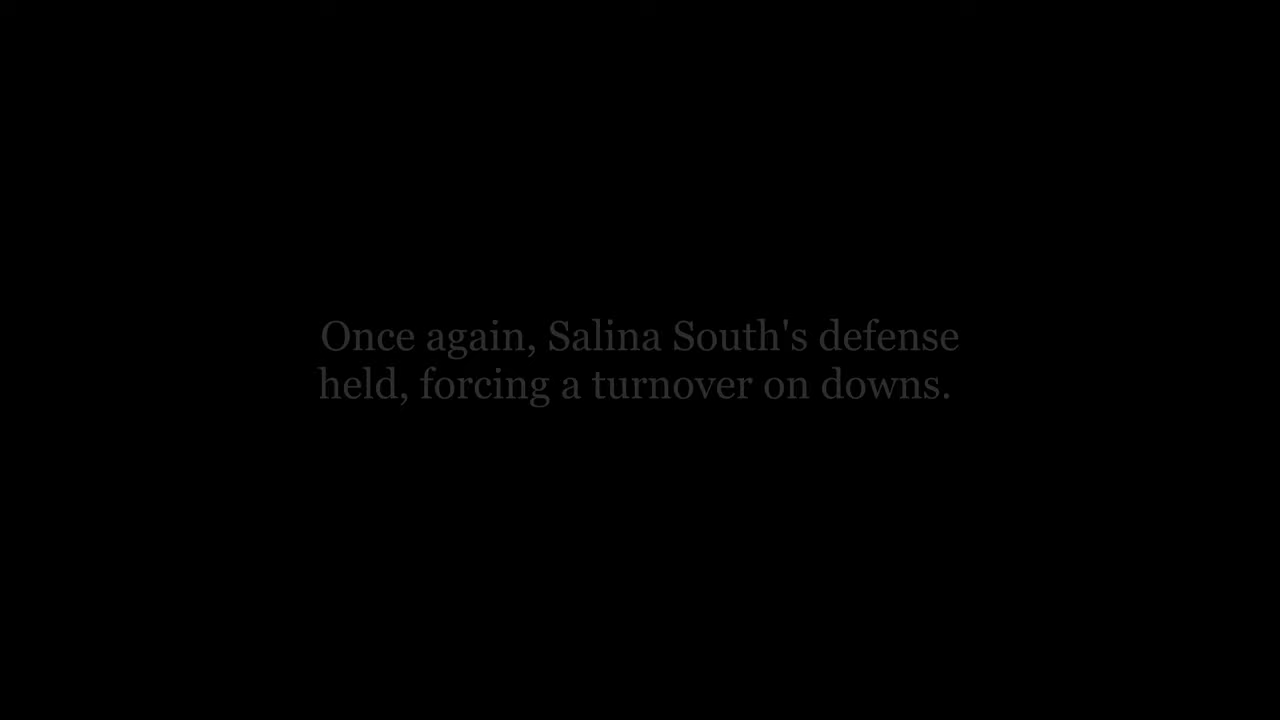 Once again, Salina South's defense
held, forcing a turnover on downs.